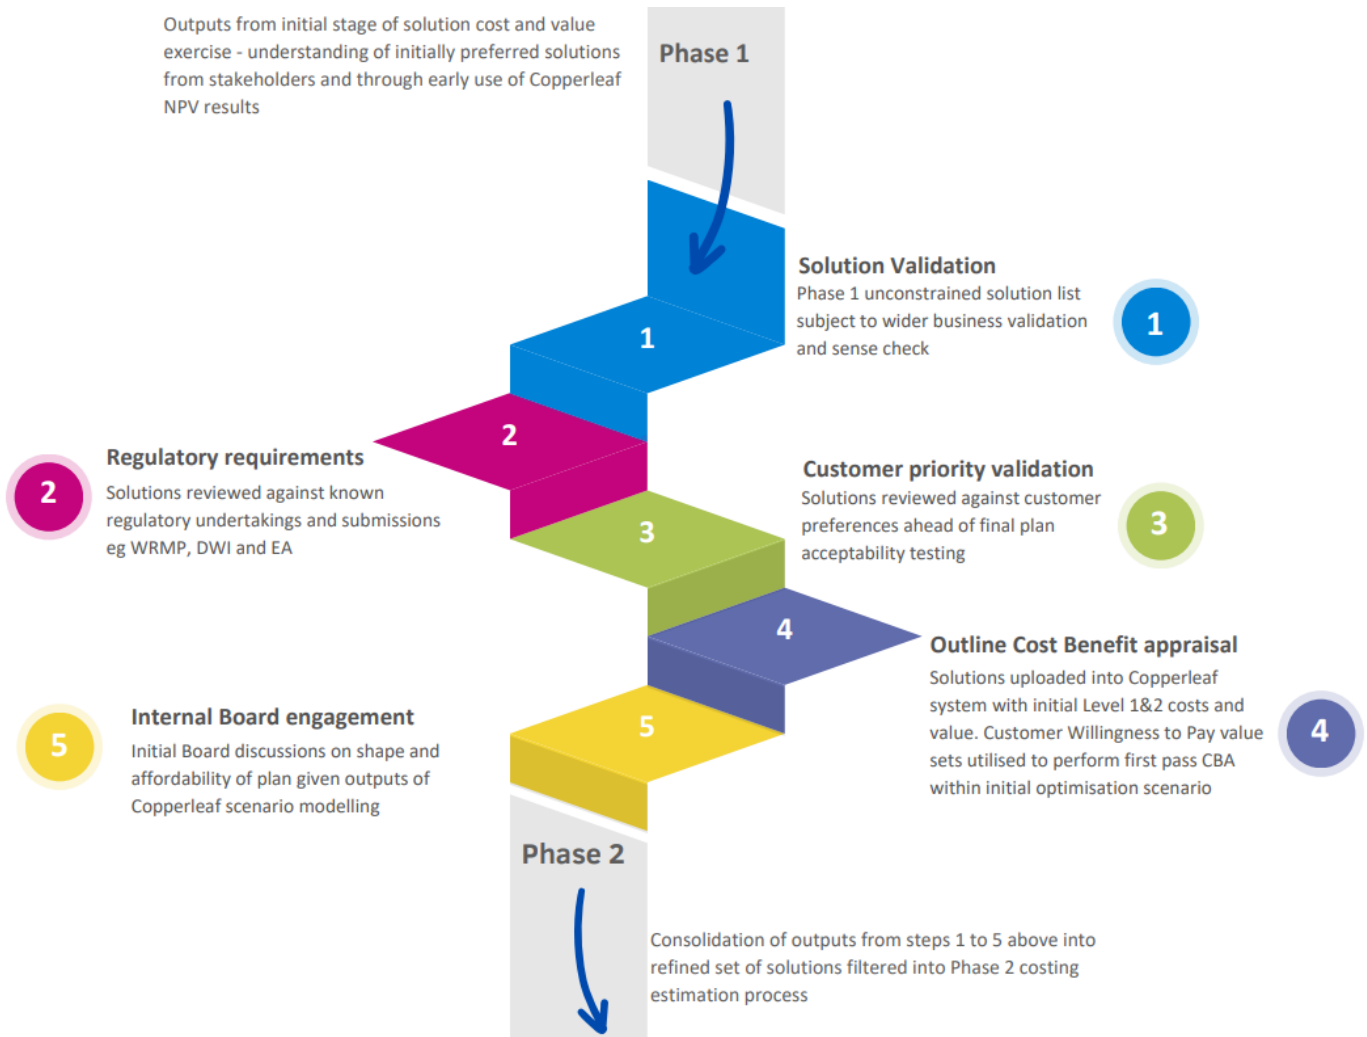 Outputs from initial stage of solution cost and value
exercise - understanding of initially preferred solutions
from stakeholders and through early use of Copperleaf
NPV results
Phase 1
Solution Validation
Phase 1 unconstrained solution list
subject to wider business validation
and sense check
1
1
2
Regulatory requirements
Solutions reviewed against known
regulatory undertakings and submissions
eg WRMP, DWI and EA
2
3
Customer priority validation
Solutions reviewed against customer
preferences ahead of final plan
acceptability testing
3
4
Outline Cost Benefit appraisal
Solutions uploaded into Copperleaf
system with initial Level 1&2 costs and
value. Customer Willingness to Pay value
sets utilised to perform first pass CBA
within initial optimisation scenario
4
5
Internal Board engagement
Initial Board discussions on shape and
affordability of plan given outputs of
Copperleaf scenario modelling
5
Phase 2
Consolidation of outputs from steps 1 to 5 above into
refined set of solutions filtered into Phase 2 costing
estimation process